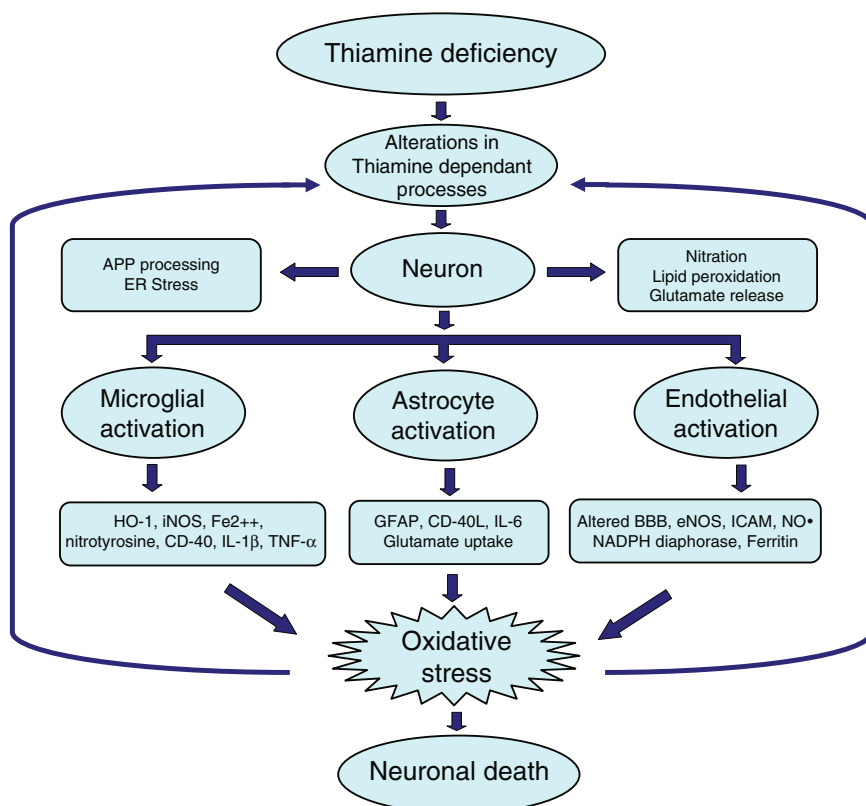 Thiamine deficiency
Alterations in
Thiamine dependant
processes
APP processing
ER Stress
Neuron
Nitration
Lipid peroxidation
Glutamate release
Microglial
activation
Astrocyte
activation
Endothelial
activation
HO-1, iNOS, Fe2++,
nitrotyrosine, CD-40, IL-1β, TNF-α
GFAP, CD-40L, IL-6
Glutamate uptake
Altered BBB, eNOS, ICAM, NO•
NADPH diaphorase, Ferritin
Oxidative
stress
Neuronal death